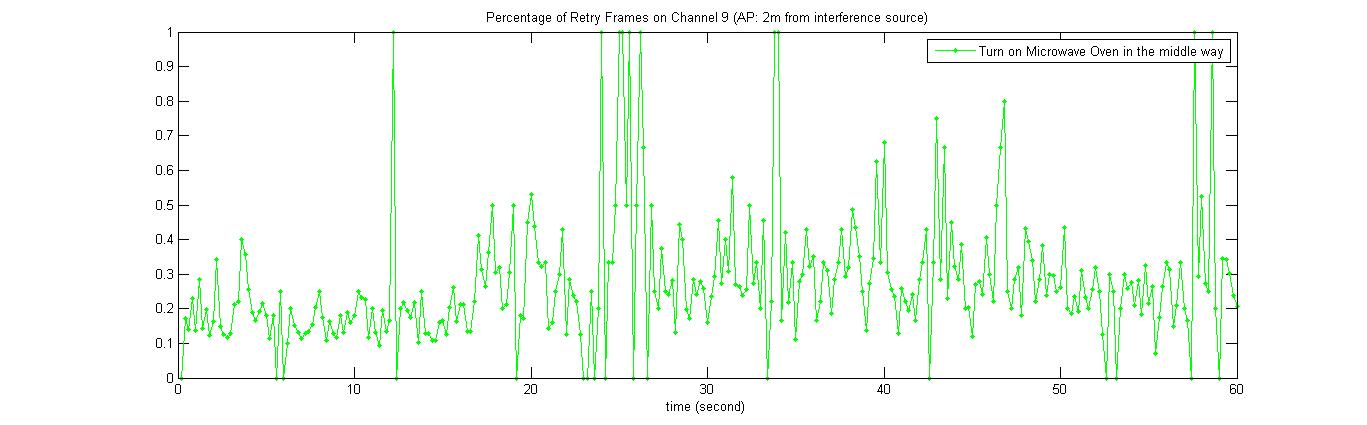 Percentage of Retry Frames on Channel 9 (AP: 2m from interference source)
Turn on Microwave Oven in the middle way
1
0.9
0.8
0.7
0.6
0.5
0.4
0.3
0.2
0.1
0
0 10 20 30 40 50 60
time (second)